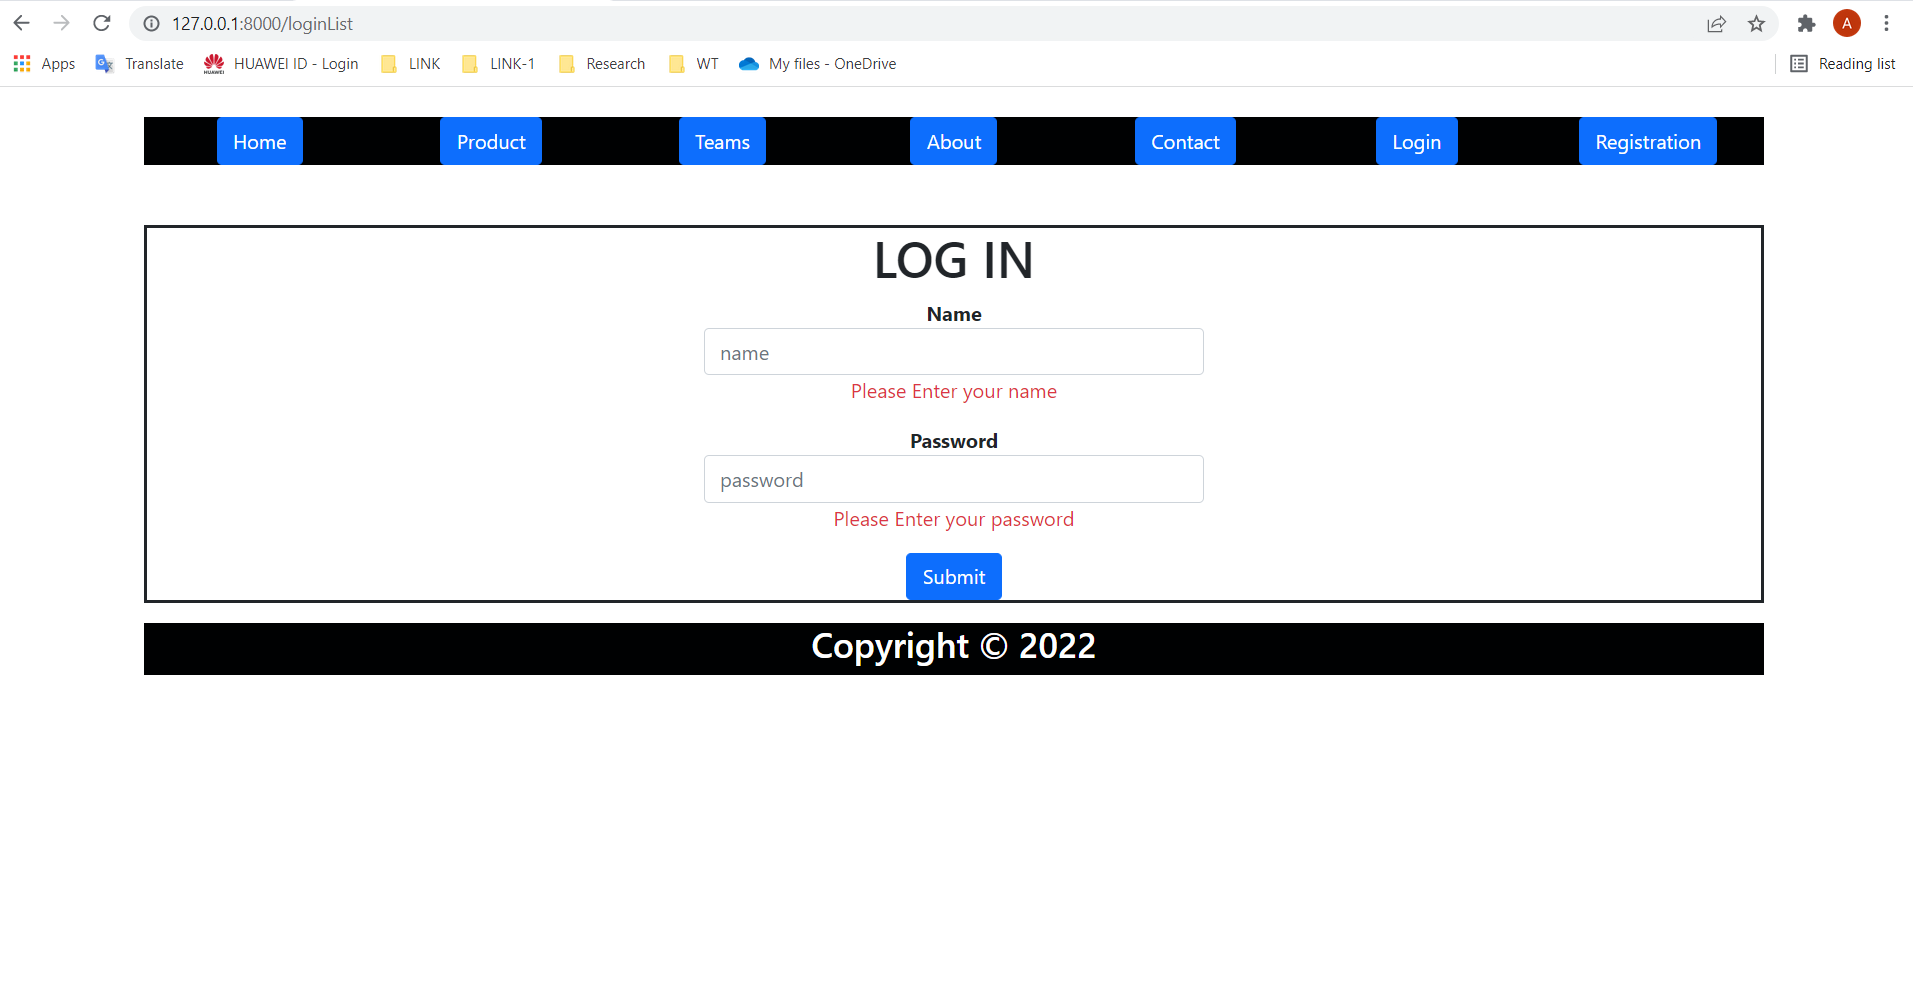 127.0.0.1:8000/loginList
A
Apps Translate HUAWEI ID - Login LINK LINK-1 Research WT My files - OneDrive Reading list
Home Product Teams About Contact Login Registration
LOG IN
Name
name
Please Enter your name
Password
password
Please Enter your password
Submit
Copyright © 2022